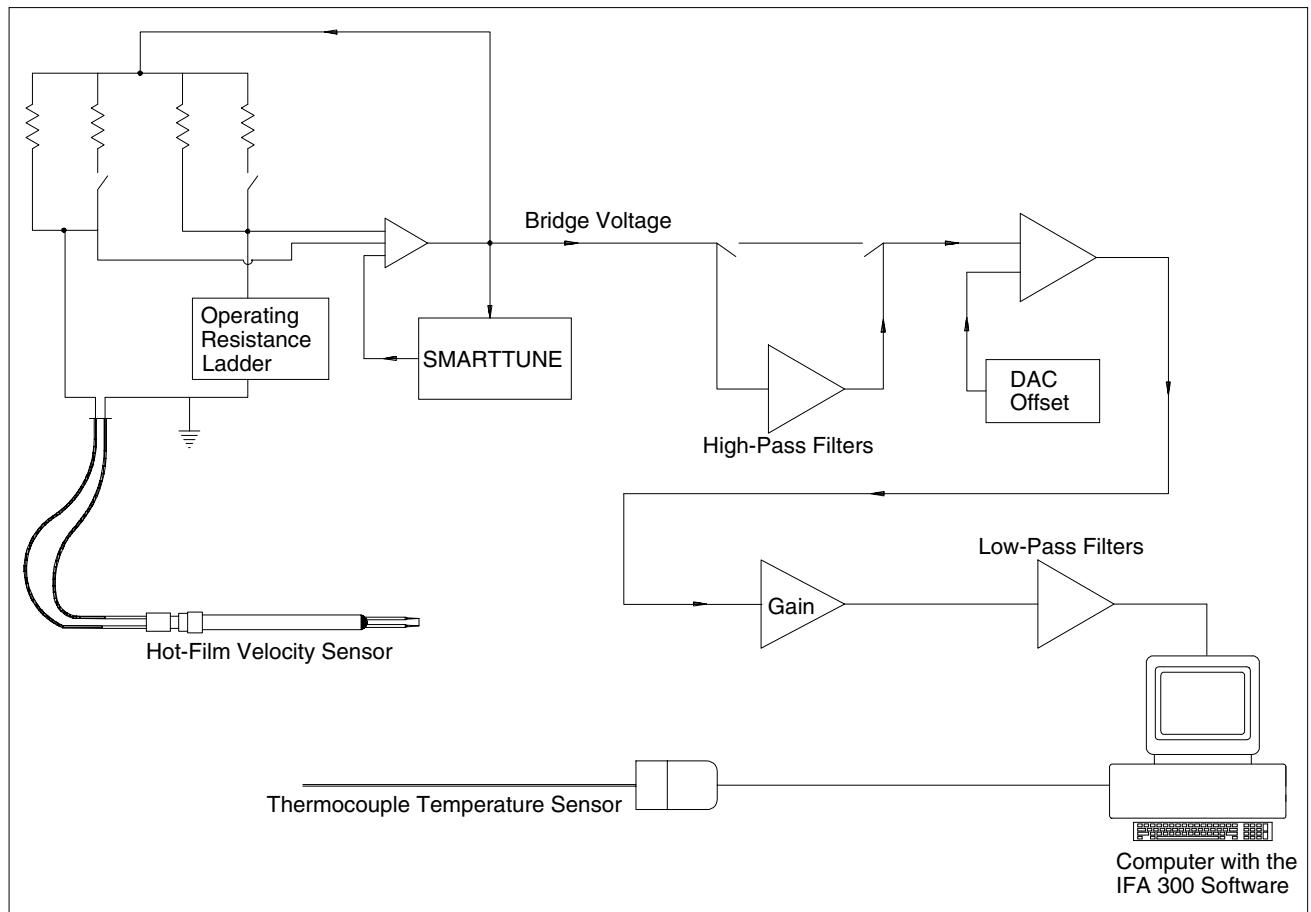 Bridge Voltage
Operating
Resistance
Ladder
SMARTTUNE
DAC
Offset
High-Pass Filters
Low-Pass Filters
Gain
Hot-Film Velocity Sensor
Thermocouple Temperature Sensor
Computer with the
IFA 300 Software